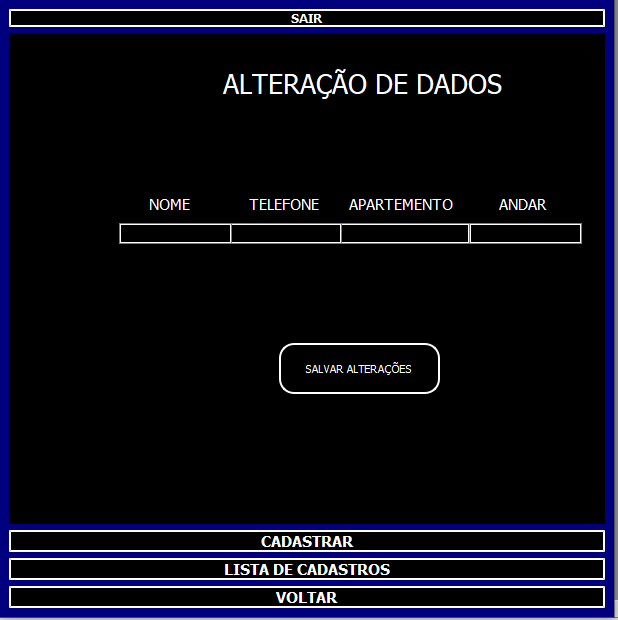 SAIR
ALTERAÇÃO DE DADOS
NOME TELEFONE APARTEMENTO ANDAR
SALVAR ALTERAÇÕES
CADASTRAR
LISTA DE CADASTROS
VOLTAR